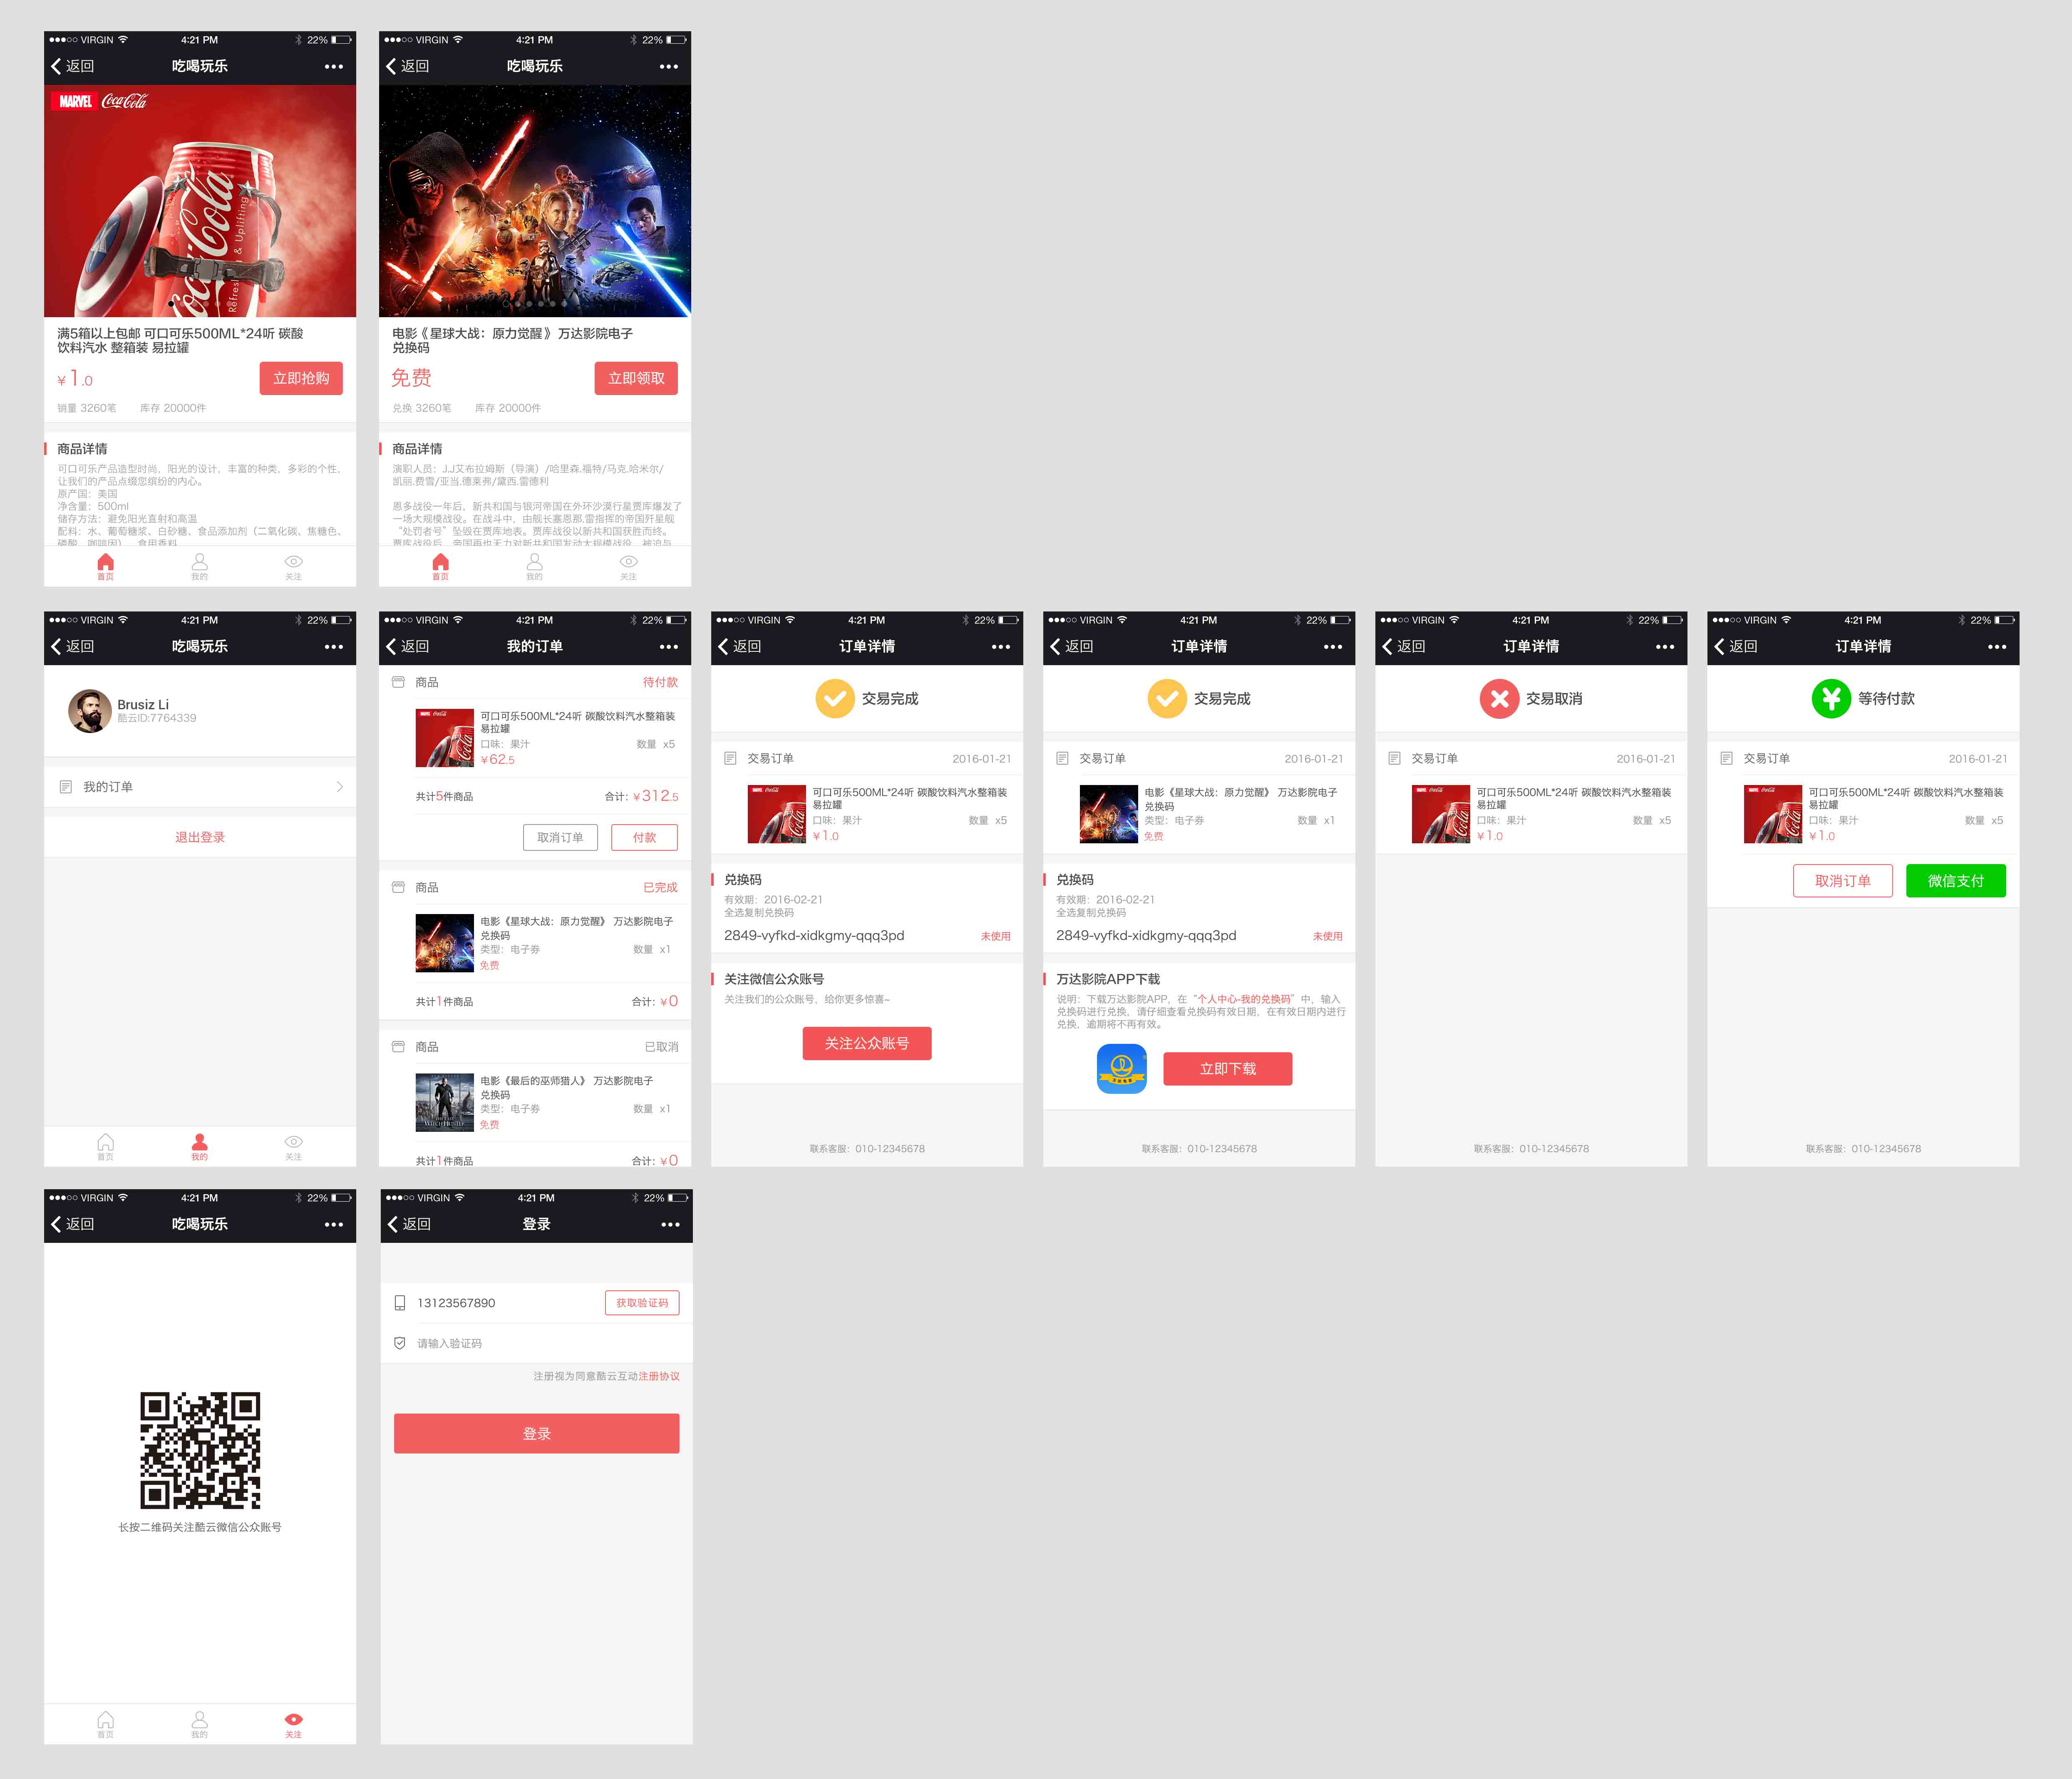 VIRGIN 4:21 PM 22%
返回 吃喝玩乐
MARVEL Coca-Cola
Coca-Cola
Refresh & Uplifting
满5箱以上包邮 可口可乐500ML*24听 碳酸
饮料汽水 整箱装 易拉罐
¥1.0 立即抢购
销量 3260笔 库存 20000件
商品详情
可口可乐产品造型时尚，阳光的设计，丰富的种类，多彩的个性，
让我们的产品点缀您缤纷的内心。
原产国：美国
净含量：500ml
储存方法：避免阳光直射和高温
配料：水、葡萄糖浆、白砂糖、食品添加剂（二氧化碳、焦糖色、
磷酸、咖啡因）、食用香料
首页 我的 关注
VIRGIN 4:21 PM 22%
返回 吃喝玩乐
电影《星球大战：原力觉醒》 万达影院电子
兑换码
免费 立即领取
兑换 3260笔 库存 20000件
商品详情
演职人员：J.J艾布拉姆斯（导演）/哈里森.福特/马克.哈米尔/
凯丽.费雪/亚当.德莱弗/黛西.雷德利
恩多战役一年后，新共和国与银河帝国在外环沙漠行星贾库爆发了
一场大规模战役。在战斗中，由舰长塞恩那.雷指挥的帝国歼星舰
“处罚者号”坠毁在贾库地表。贾库战役以新共和国获胜而终。
贾库战役后，帝国再也无力对新共和国发动大规模战役，被迫与
首页 我的 关注
VIRGIN 4:21 PM 22%
返回 吃喝玩乐
Brusiz Li
酷云ID:7764339
我的订单
退出登录
首页 我的 关注
VIRGIN 4:21 PM 22%
返回 我的订单
商品 待付款
可口可乐500ML*24听 碳酸饮料汽水整箱装
易拉罐
口味：果汁 数量 x5
¥62.5
共计5件商品 合计：¥312.5
取消订单 付款
商品 已完成
电影《星球大战：原力觉醒》 万达影院电子
兑换码
类型：电子券 数量 x1
免费
共计1件商品 合计：¥0
商品 已取消
电影《最后的巫师猎人》 万达影院电子
兑换码
类型：电子券 数量 x1
免费
共计1件商品 合计：¥0
VIRGIN 4:21 PM 22%
返回 订单详情
交易完成
交易订单 2016-01-21
可口可乐500ML*24听 碳酸饮料汽水整箱装
易拉罐
口味：果汁 数量 x5
¥1.0
兑换码
有效期：2016-02-21
全选复制兑换码
2849-vyfkd-xidkgmy-qqq3pd 未使用
关注微信公众账号
关注我们的公众账号，给你更多惊喜~
关注公众账号
联系客服：010-12345678
VIRGIN 4:21 PM 22%
返回 订单详情
交易完成
交易订单 2016-01-21
电影《星球大战：原力觉醒》 万达影院电子
兑换码
类型：电子券 数量 x1
免费
兑换码
有效期：2016-02-21
全选复制兑换码
2849-vyfkd-xidkgmy-qqq3pd 未使用
万达影院APP下载
说明：下载万达影院APP，在“个人中心-我的兑换码”中，输入
兑换码进行兑换，请仔细查看兑换码有效日期，在有效日期内进行
兑换，逾期将不再有效。
立即下载
联系客服：010-12345678
VIRGIN 4:21 PM 22%
返回 订单详情
交易取消
交易订单 2016-01-21
可口可乐500ML*24听 碳酸饮料汽水整箱装
易拉罐
口味：果汁 数量 x5
¥1.0
联系客服：010-12345678
VIRGIN 4:21 PM 22%
返回 订单详情
¥ 等待付款
交易订单 2016-01-21
可口可乐500ML*24听 碳酸饮料汽水整箱装
易拉罐
口味：果汁 数量 x5
¥1.0
取消订单 微信支付
联系客服：010-12345678
VIRGIN 4:21 PM 22%
返回 吃喝玩乐
长按二维码关注酷云微信公众账号
首页 我的 关注
VIRGIN 4:21 PM 22%
返回 登录
13123567890 获取验证码
请输入验证码
注册视为同意酷云互动注册协议
登录